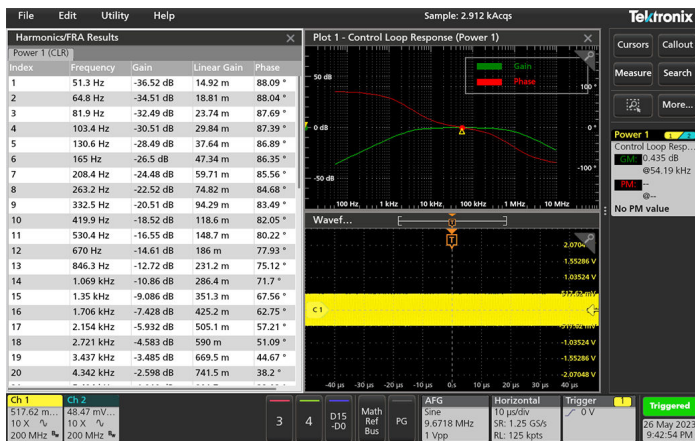 File Edit Utility Help Sample: 2.912 kAcqs Tektronix
Harmonics/FRA Results
Power 1 (CLR)
Index Frequency Gain Linear Gain Phase
1 51.3 Hz -36.52 dB 14.92 m 88.09 °
2 64.8 Hz -34.51 dB 18.81 m 88.04 °
3 81.9 Hz -32.49 dB 23.74 m 87.69 °
4 103.4 Hz -30.51 dB 29.84 m 87.39 °
5 130.6 Hz -28.49 dB 37.64 m 86.89 °
6 165 Hz -26.5 dB 47.34 m 86.35 °
7 208.4 Hz -24.48 dB 59.71 m 85.56 °
8 263.2 Hz -22.52 dB 74.82 m 84.68 °
9 332.5 Hz -20.51 dB 94.29 m 83.49 °
10 419.9 Hz -18.52 dB 118.6 m 82.05 °
11 530.4 Hz -16.55 dB 148.7 m 80.22 °
12 670 Hz -14.61 dB 186 m 77.93 °
13 846.3 Hz -12.72 dB 231.2 m 75.12 °
14 1.069 kHz -10.86 dB 286.4 m 71.7 °
15 1.35 kHz -9.086 dB 351.3 m 67.56 °
16 1.706 kHz -7.428 dB 425.2 m 62.75 °
17 2.154 kHz -5.932 dB 505.1 m 57.21 °
18 2.721 kHz -4.583 dB 590 m 51.09 °
19 3.437 kHz -3.485 dB 669.5 m 44.67 °
20 4.342 kHz -2.598 dB 741.5 m 38.2 °
Plot 1 - Control Loop Response (Power 1)
Gain
Phase
50 dB
100 °
0 dB
0 °
-50 dB
-100 °
100 Hz 1 kHz 10 kHz 100 kHz 1 MHz 10 MHz
Wavef...
T
2.0704
1.55286 V
1.03524 V
517.62 mV
C1
-517.62 mV
-1.03524 V
-1.55286 V
-2.07048 V
-40 µs -30 µs -20 µs -10 µs 0s 10 µs 20 µs 30 µs 40 µs
Cursors Callout
Measure Search
More...
Power 1 1 2
Control Loop Resp...
GM: 0.435 dB
@54.19 kHz
PM: --
@--
No PM value
Ch 1
517.62 m...
10 X
200 MHz
Ch 2
48.47 mV...
10 X
200 MHz
3
4
D15
-D0
Math
Ref
Bus
PG
AFG
Sine
9.6718 MHz
1 Vpp
Horizontal
10 µs/div
SR: 1.25 GS/s
RL: 125 kpts
Trigger 1
0 V
Triggered
26 May 202
9:42:54 PM